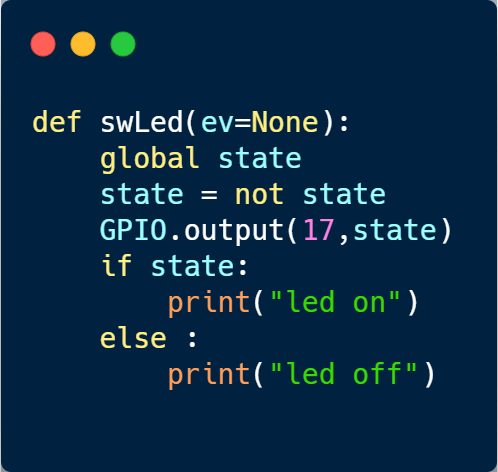 def swLed(ev=None):
    global state
    state = not state
    GPIO.output(17,state)
    if state:
        print("led on")
    else :
        print("led off")